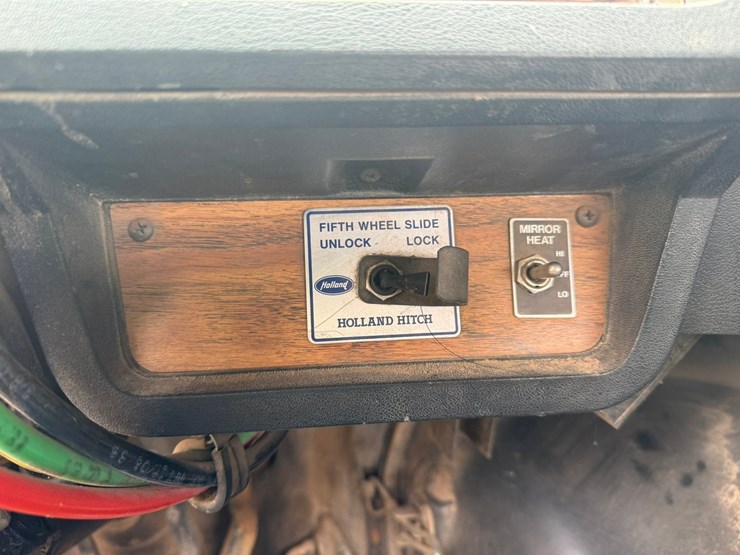 FIFTH WHEEL SLIDE
UNLOCK LOCK
Holland
HOLLAND HITCH
MIRROR
HEAT
HI
LO